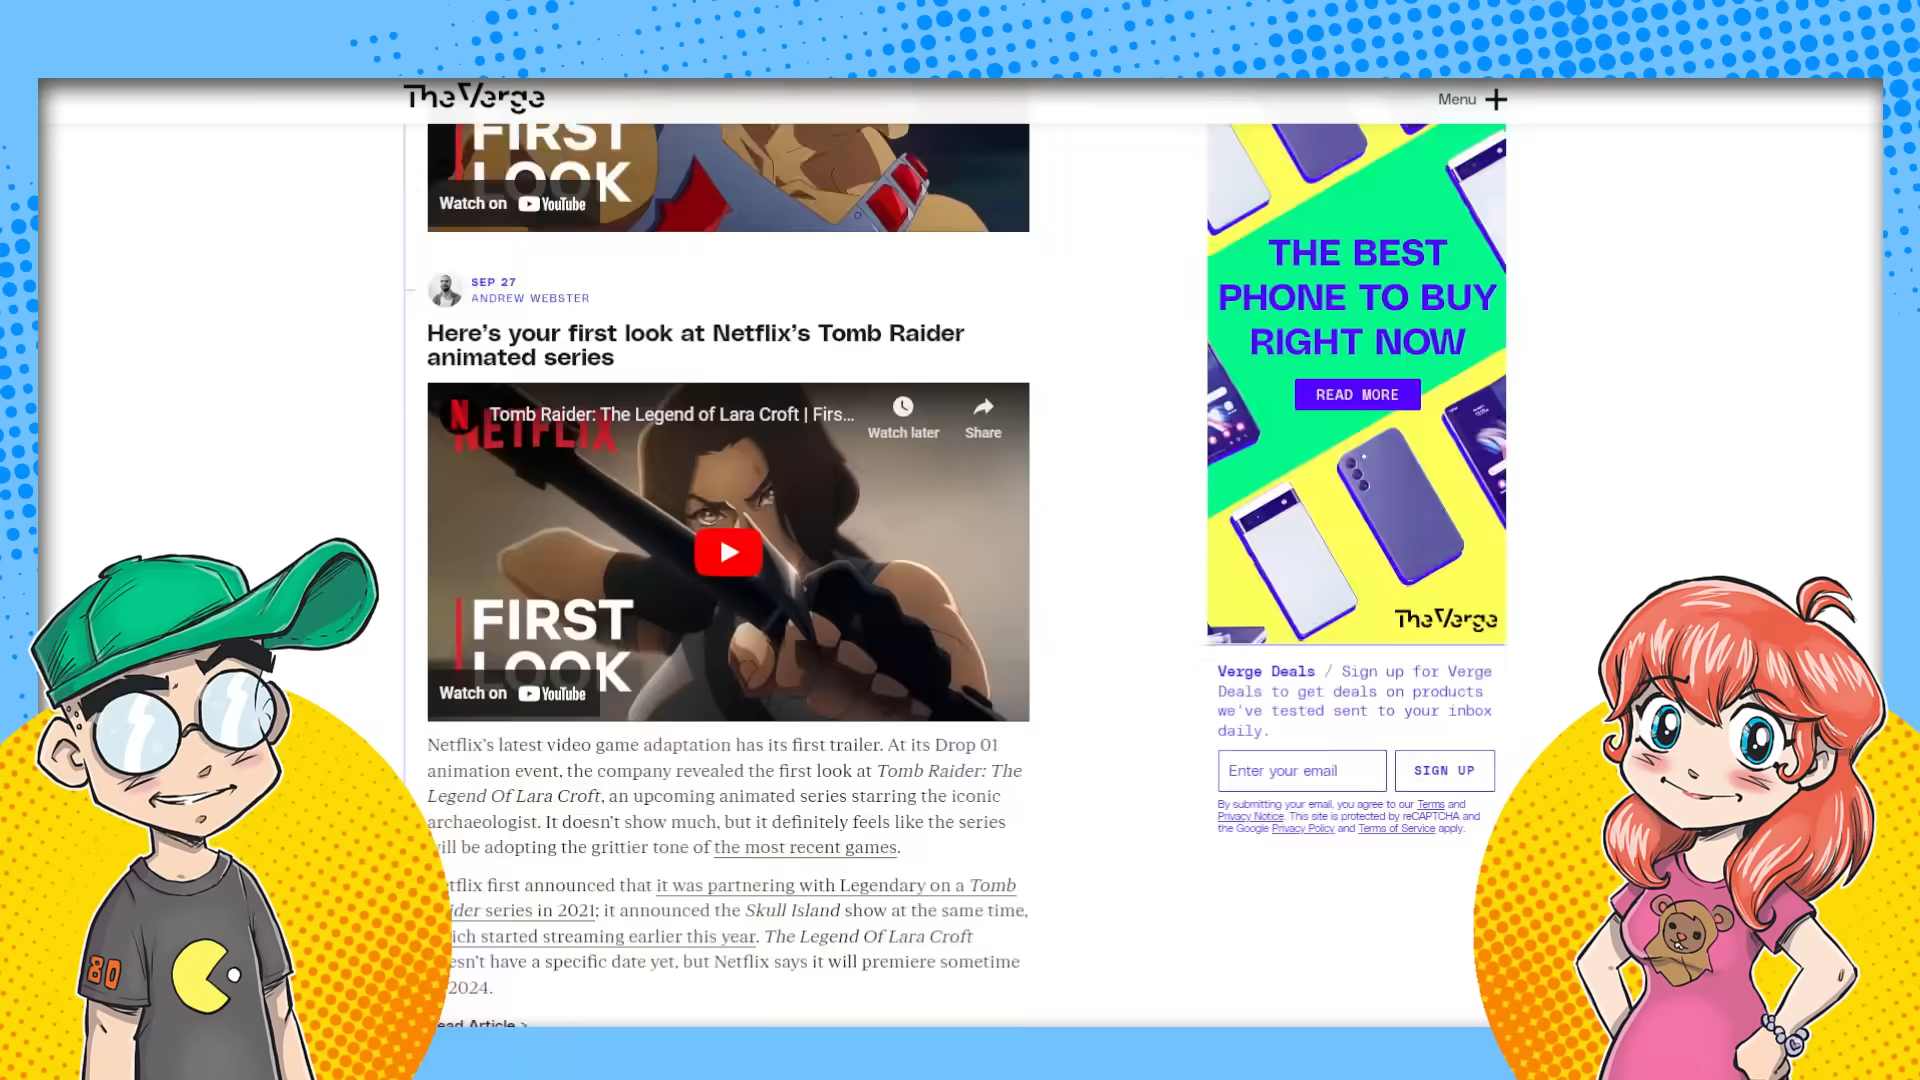 TheVerge
Menu
FIRST
LOOK
Watch on YouTube
SEP 27
ANDREW WEBSTER
Here's your first look at Netflix's Tomb Raider
animated series
NETFLIX
Tomb Raider: The Legend of Lara Croft | Firs...
Watch later
Share
FIRST
LOOK
Watch on YouTube
Netflix's latest video game adaptation has its first trailer. At its Drop 01
animation event, the company revealed the first look at Tomb Raider: The
Legend Of Lara Croft, an upcoming animated series starring the iconic
archaeologist. It doesn't show much, but it definitely feels like the series
ill be adopting the grittier tone of the most recent games.
tflix first announced that it was partnering with Legendary on a Tomb
ider series in 2021; it announced the Skull Island show at the same time,
ich started streaming earlier this year. The Legend Of Lara Croft
esn't have a specific date yet, but Netflix says it will premiere sometime
2024.
ead Article >
THE BEST
PHONE TO BUY
RIGHT NOW
READ MORE
TheVerge
Verge Deals / Sign up for Verge
Deals to get deals on products
we've tested sent to your inbox
daily.
Enter your email
SIGN UP
By submitting your email, you agree to our Terms and
Privacy Notice. This site is protected by reCAPTCHA and
the Google Privacy Policy and Terms of Service apply.
80